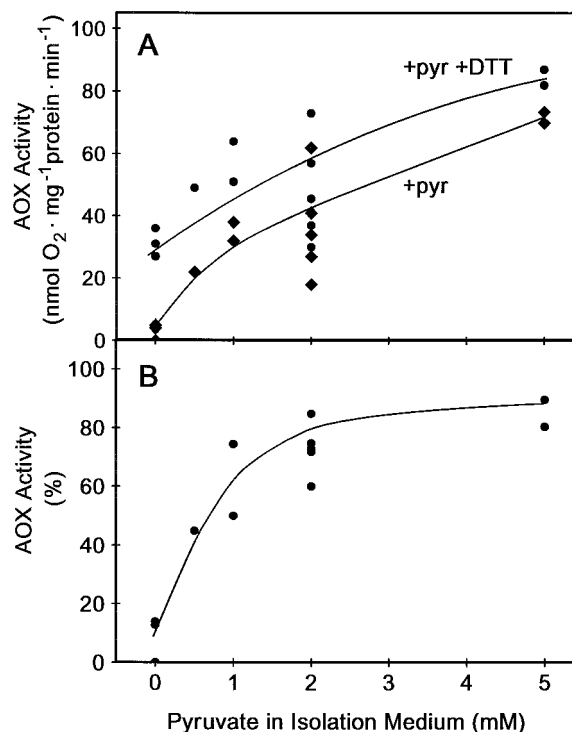 A
100
80
60
40
20
0
AOX Activity
(nmol O₂ · mg⁻¹protein · min⁻¹)
+pyr +DTT
+pyr
B
100
80
60
40
20
0
AOX Activity
(%)
0 1 2 3 4 5
Pyruvate in Isolation Medium (mM)